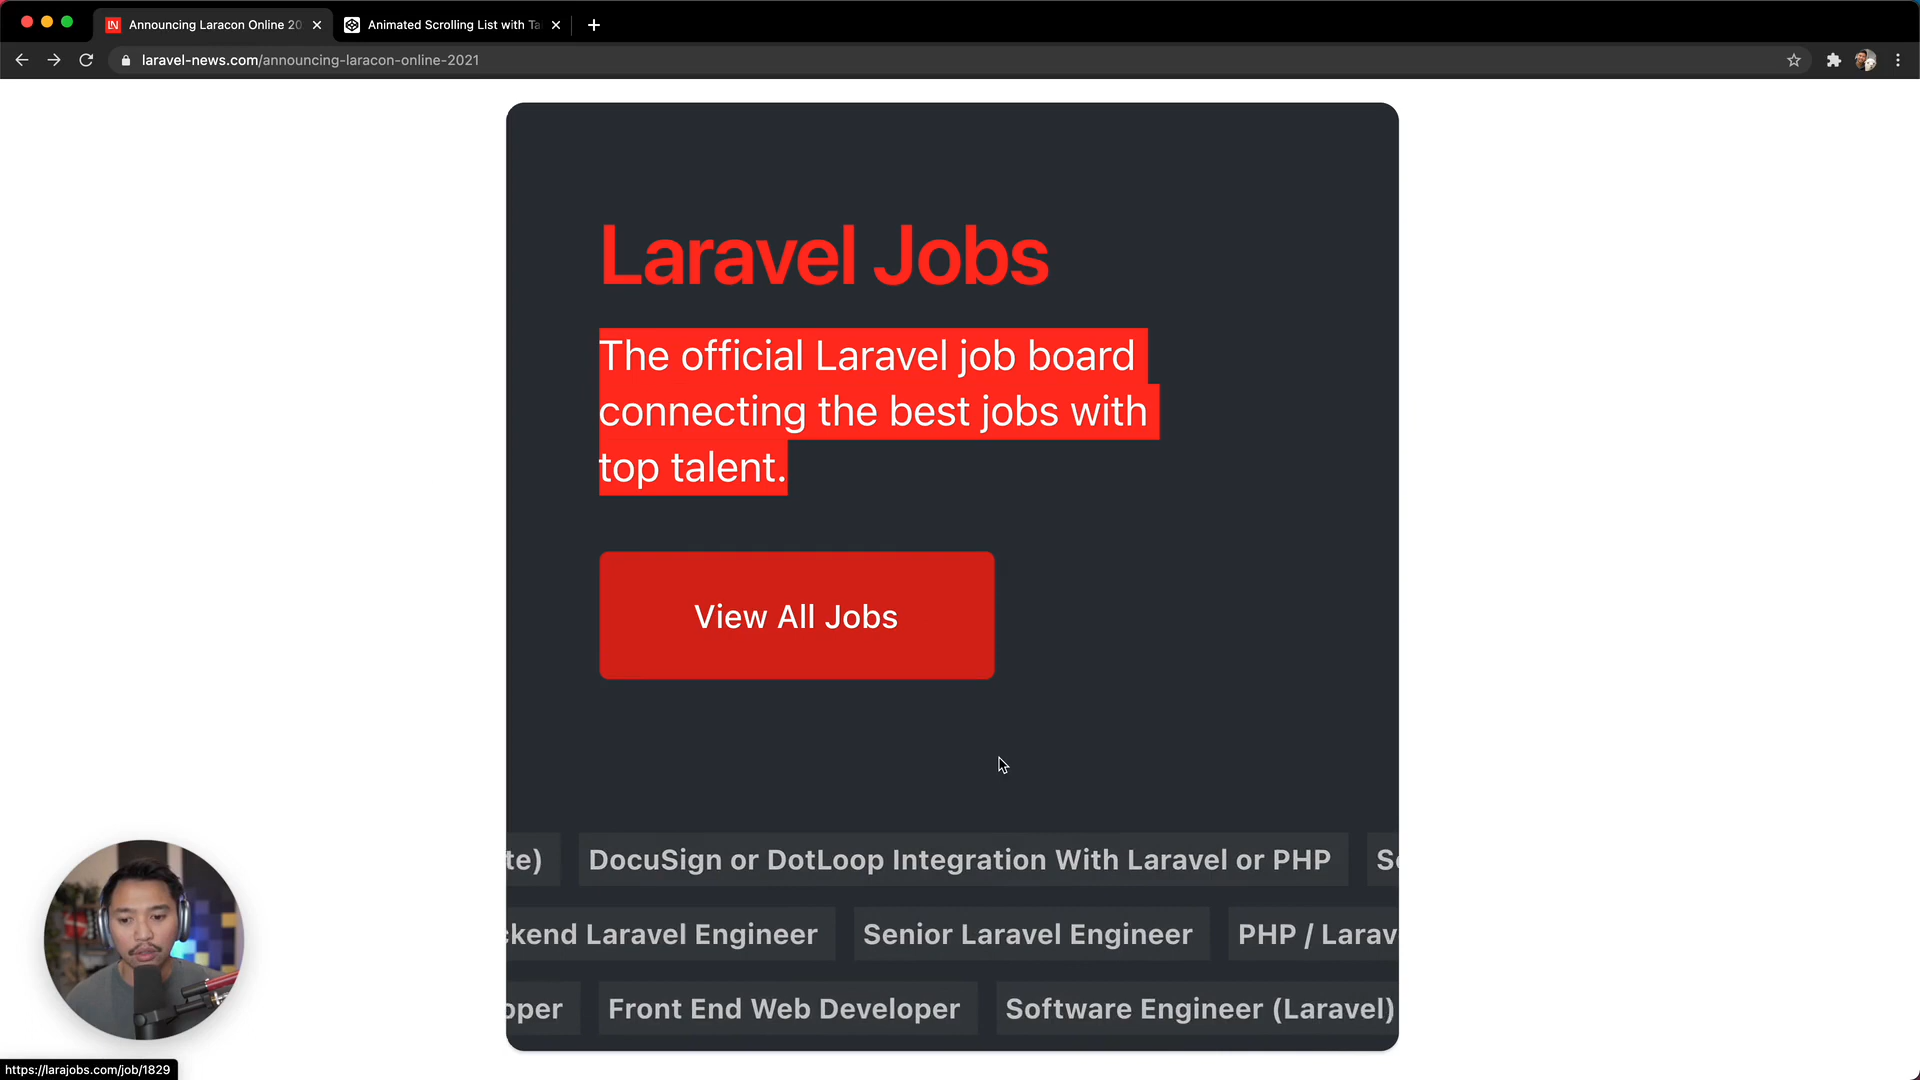 Announcing Laracon Online 20
Animated Scrolling List with Ta
laravel-news.com/announcing-laracon-online-2021
Laravel Jobs
The official Laravel job board
connecting the best jobs with
top talent.
View All Jobs
te) DocuSign or DotLoop Integration With Laravel or PHP Se
ckend Laravel Engineer Senior Laravel Engineer PHP / Larav
oper Front End Web Developer Software Engineer (Laravel)
https://larajobs.com/job/1829